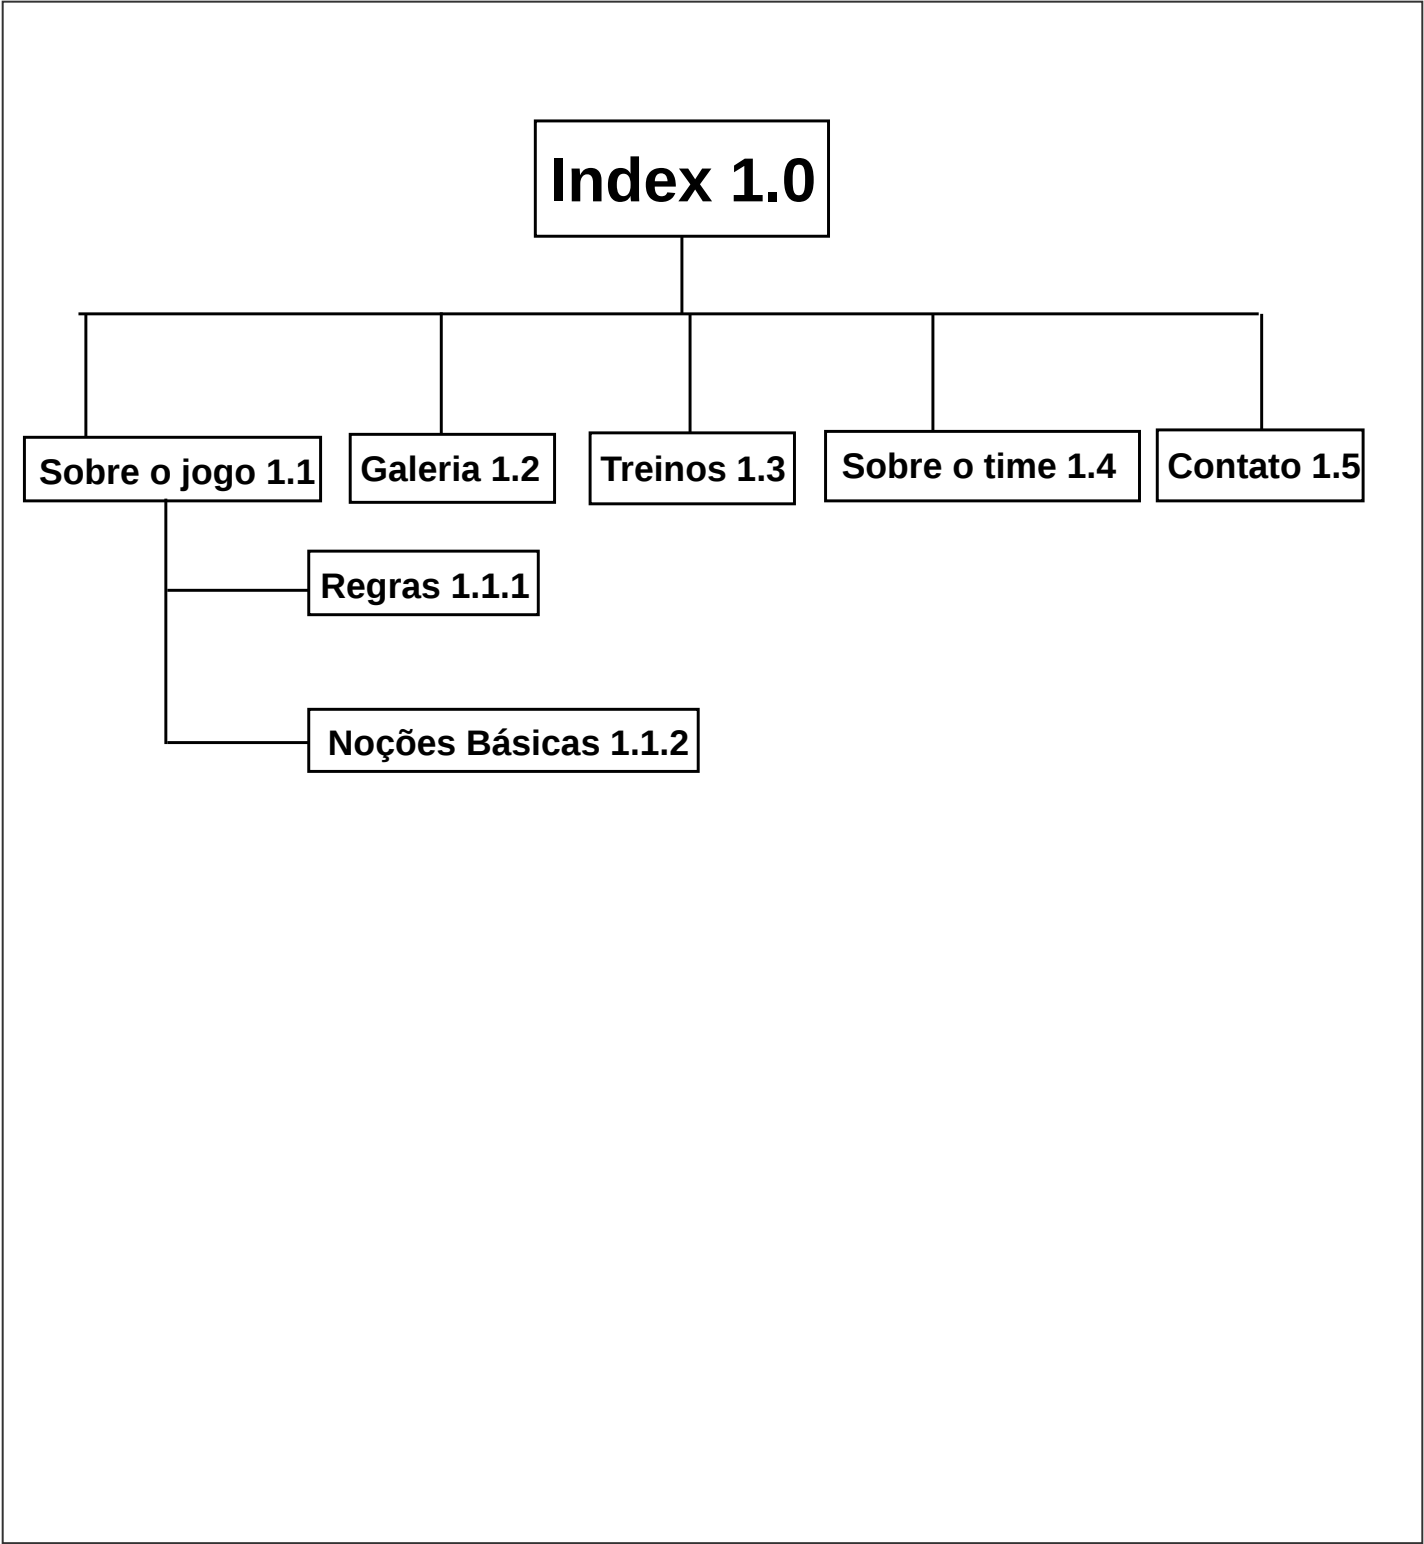 Index 1.0
Sobre o jogo 1.1
Galeria 1.2
Treinos 1.3
Sobre o time 1.4
Contato 1.5
Regras 1.1.1
Noções Básicas 1.1.2